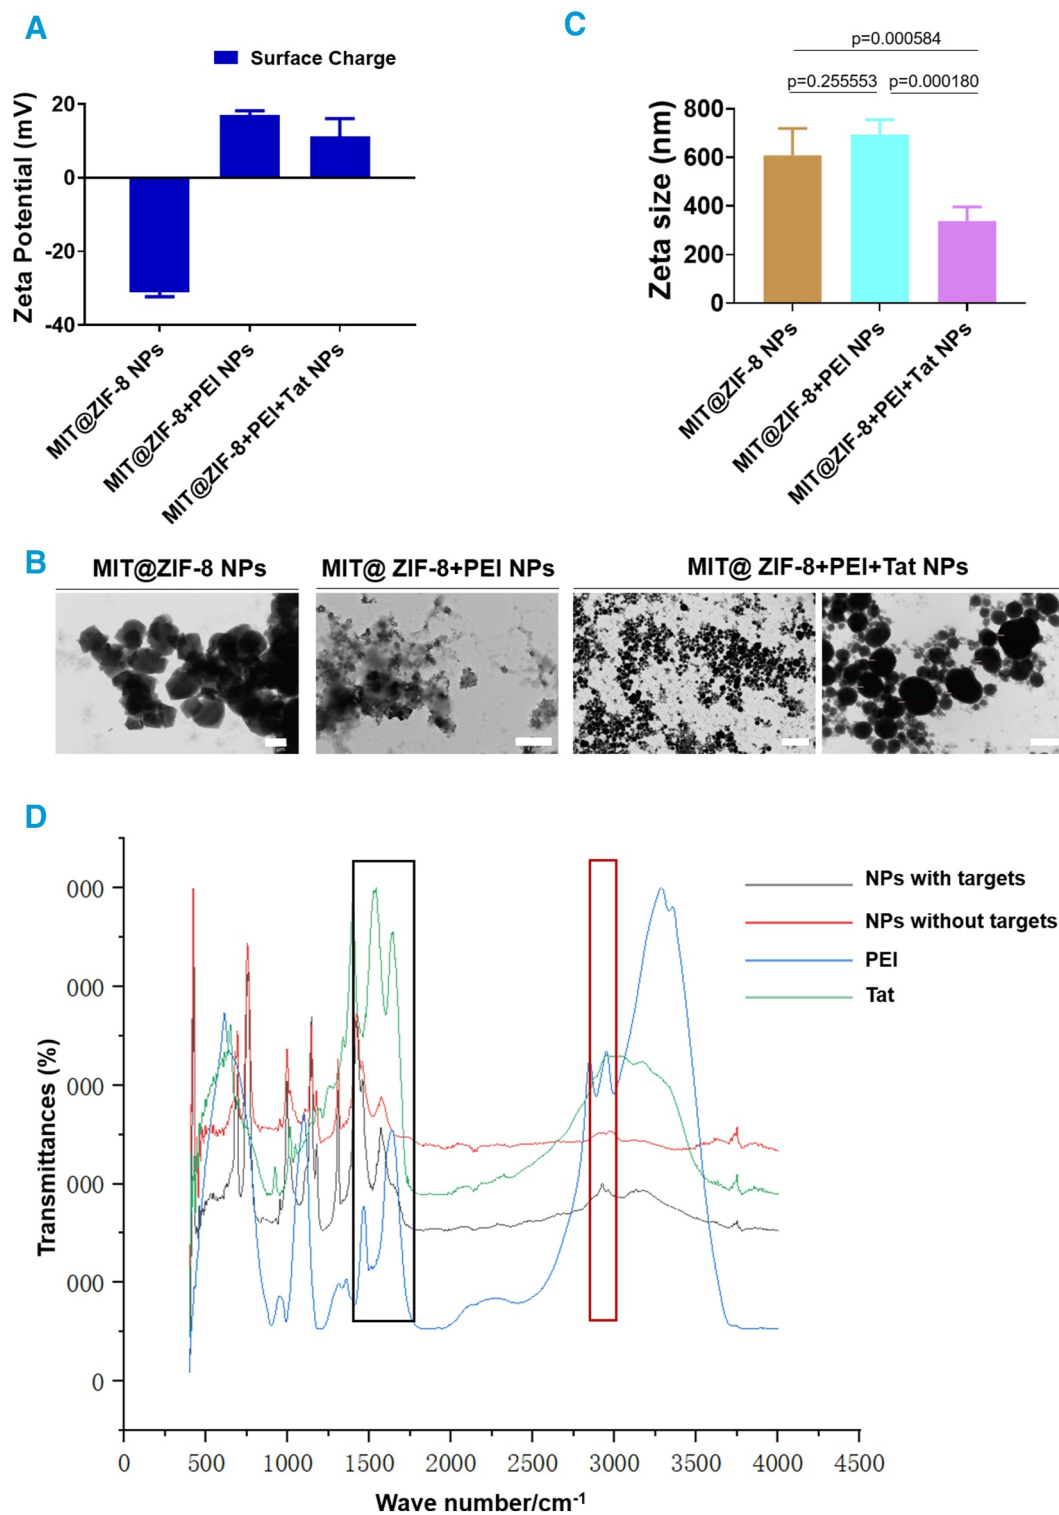 A
Surface Charge
Zeta Potential (mV)
20
0
-20
-40
MIT@ZIF-8 NPs
MIT@ZIF-8+PEI NPs
MIT@ZIF-8+PEI+Tat NPs
C
p=0.000584
p=0.255553 p=0.000180
Zeta size (nm)
800
600
400
200
0
MIT@ZIF-8 NPs
MIT@ZIF-8+PEI NPs
MIT@ZIF-8+PEI+Tat NPs
B
MIT@ZIF-8 NPs
MIT@ ZIF-8+PEI NPs
MIT@ ZIF-8+PEI+Tat NPs
D
Transmittances (%)
000
000
000
000
000
0
NPs with targets
NPs without targets
PEI
Tat
0 500 1000 1500 2000 2500 3000 3500 4000 4500
Wave number/cm-1